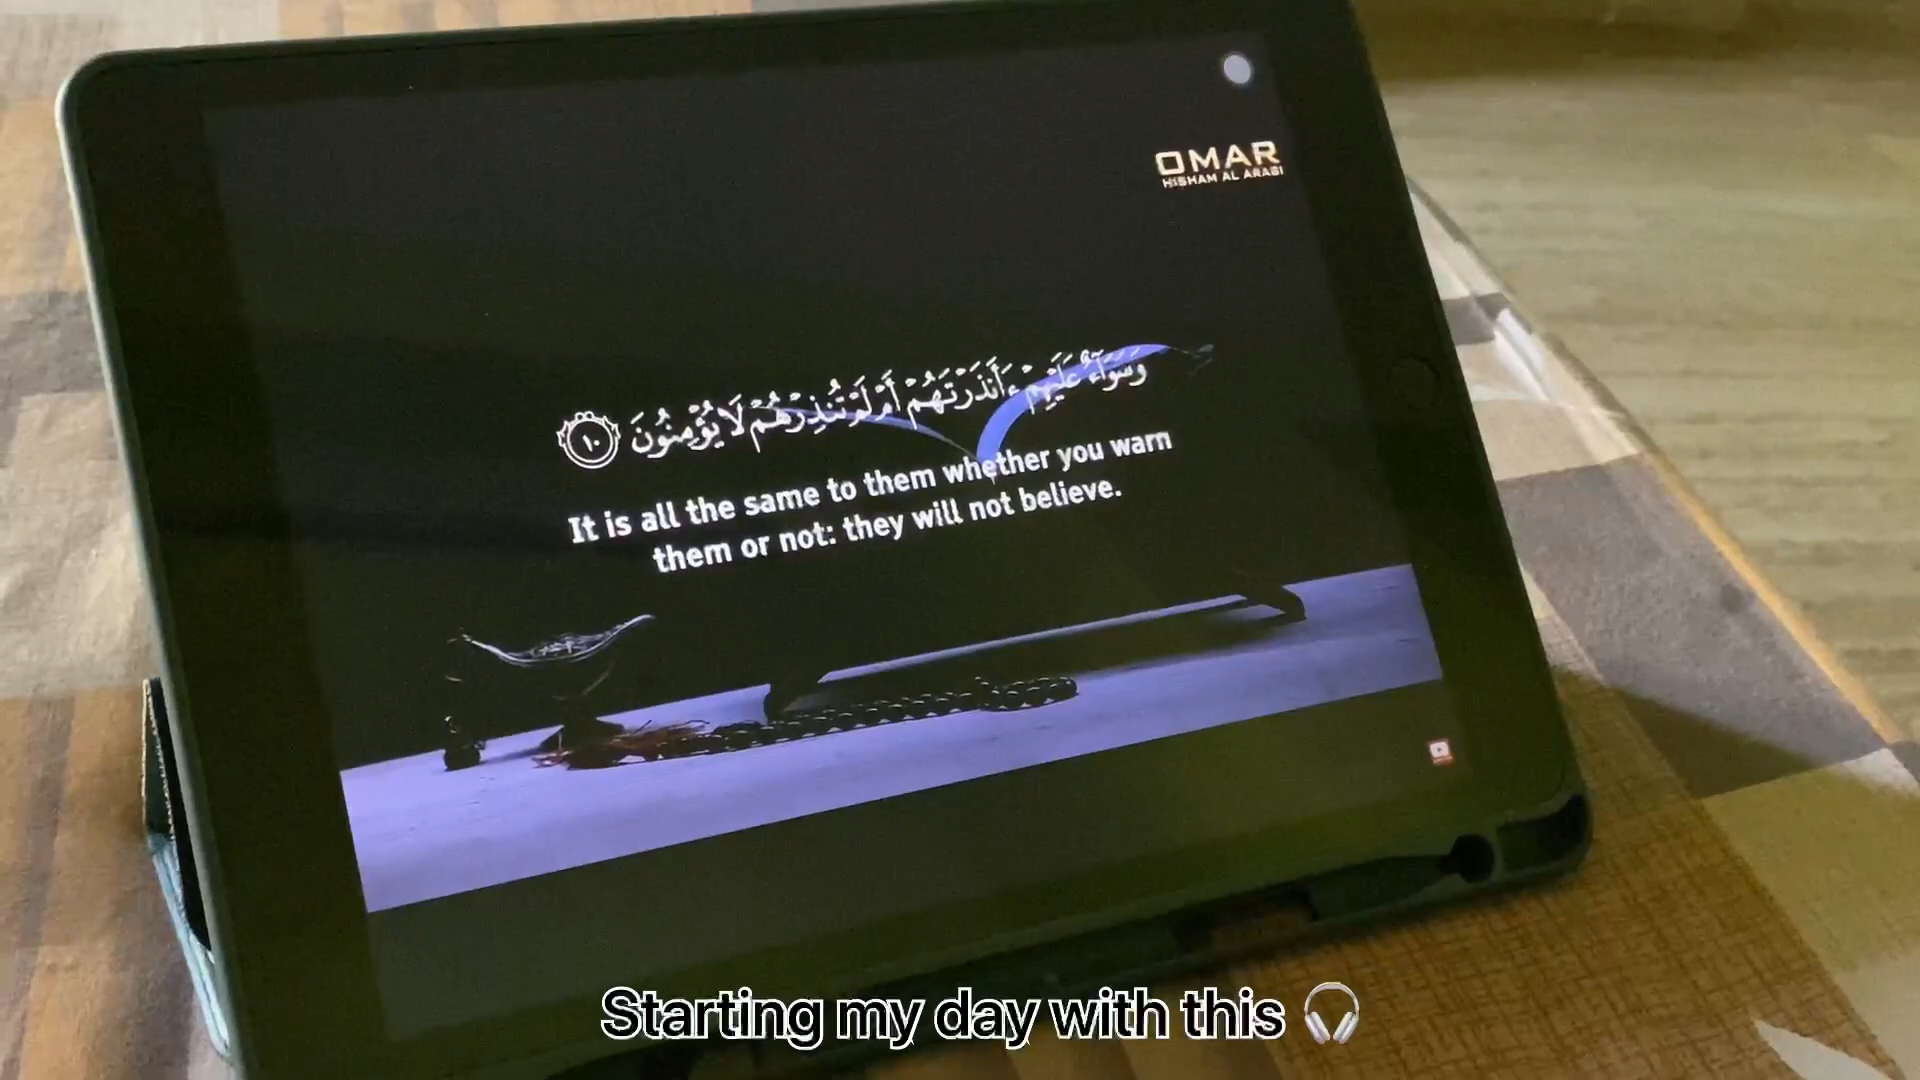 OMAR
HISHAM AL ARABI
وَسَوَآءٌ عَلَيْهِمْ ءَأَنذَرْتَهُمْ أَمْ لَمْ تُنذِرْهُمْ لَا يُؤْمِنُونَ ١٠
It is all the same to them whether you warn
them or not: they will not believe.
Starting my day with this 🎧